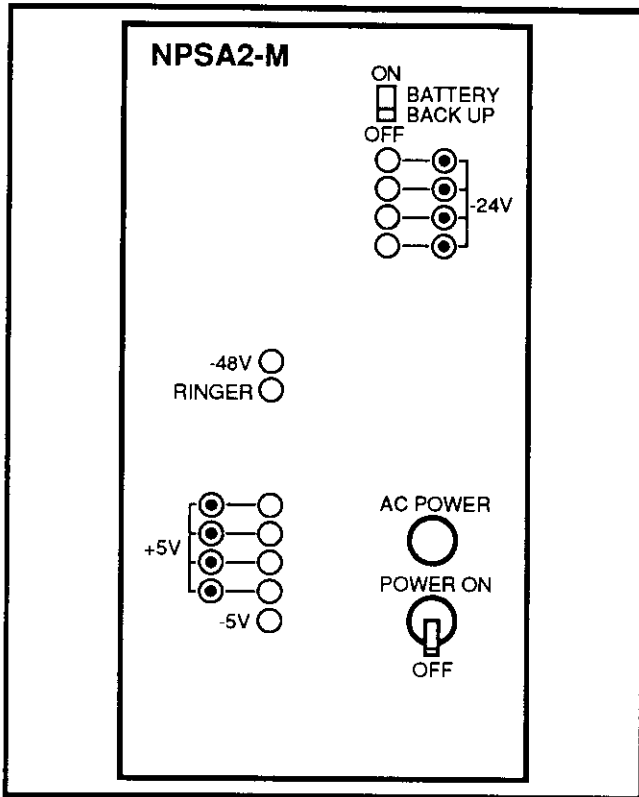 NPSA2-M
ON
BATTERY
BACK UP
OFF
-24V
-48V
RINGER
+5V
-5V
AC POWER
POWER ON
OFF